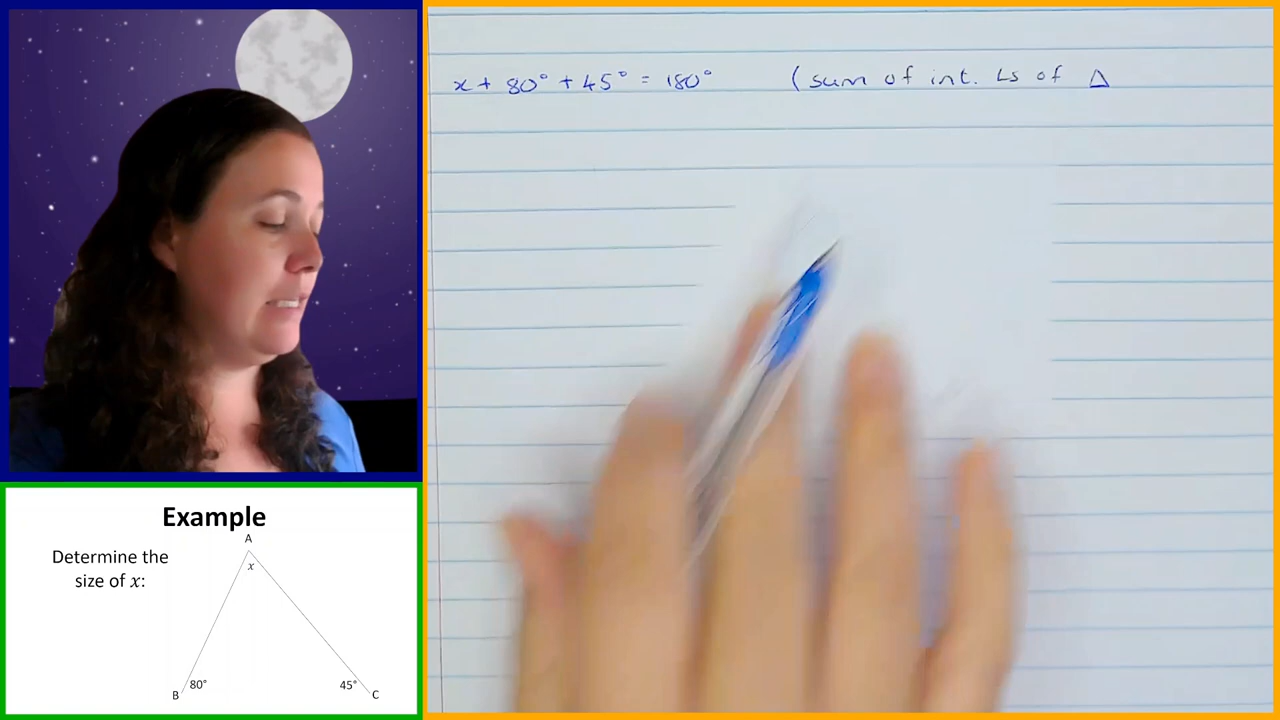 x + 80° + 45° = 180° (sum of int. ∠s of △
Example
Determine the
size of x:
A
x
80°
45°
B
C